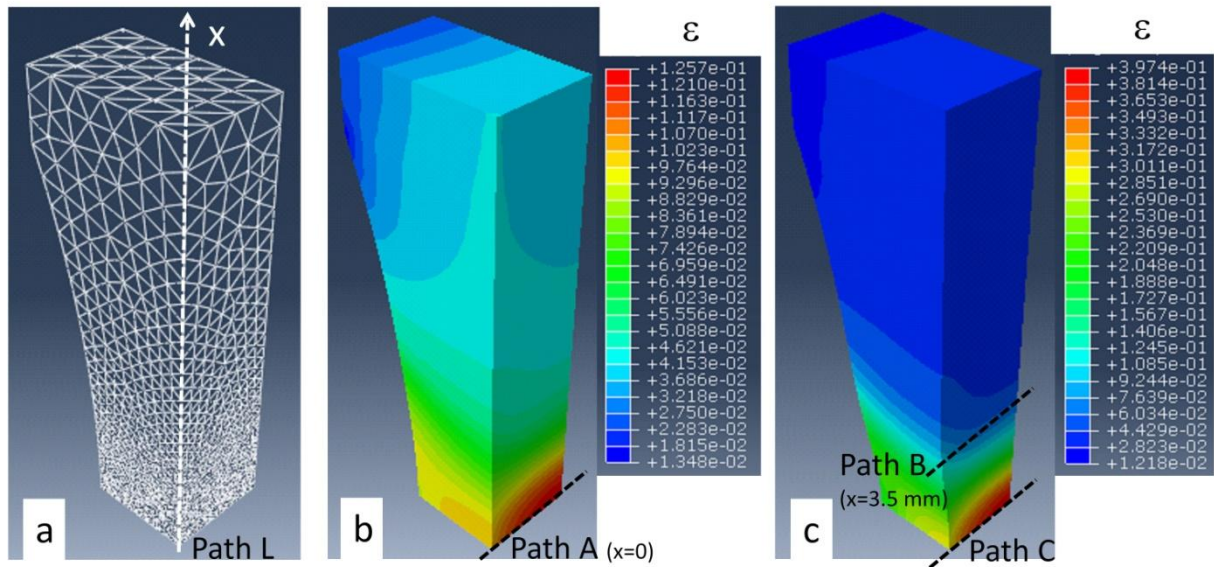 x
ε
ε
+1.257e-01
+1.210e-01
+1.163e-01
+1.117e-01
+1.070e-01
+1.023e-01
+9.764e-02
+9.296e-02
+8.829e-02
+8.361e-02
+7.894e-02
+7.426e-02
+6.959e-02
+6.491e-02
+6.023e-02
+5.556e-02
+5.088e-02
+4.621e-02
+4.153e-02
+3.686e-02
+3.218e-02
+2.750e-02
+2.283e-02
+1.815e-02
+1.348e-02
+3.974e-01
+3.814e-01
+3.653e-01
+3.493e-01
+3.332e-01
+3.172e-01
+3.011e-01
+2.851e-01
+2.690e-01
+2.530e-01
+2.369e-01
+2.209e-01
+2.048e-01
+1.888e-01
+1.727e-01
+1.567e-01
+1.406e-01
+1.245e-01
+1.085e-01
+9.244e-02
+7.639e-02
+6.034e-02
+4.429e-02
+2.823e-02
+1.218e-02
Path B
(x=3.5 mm)
a
Path L
b
Path A (x=0)
c
Path C